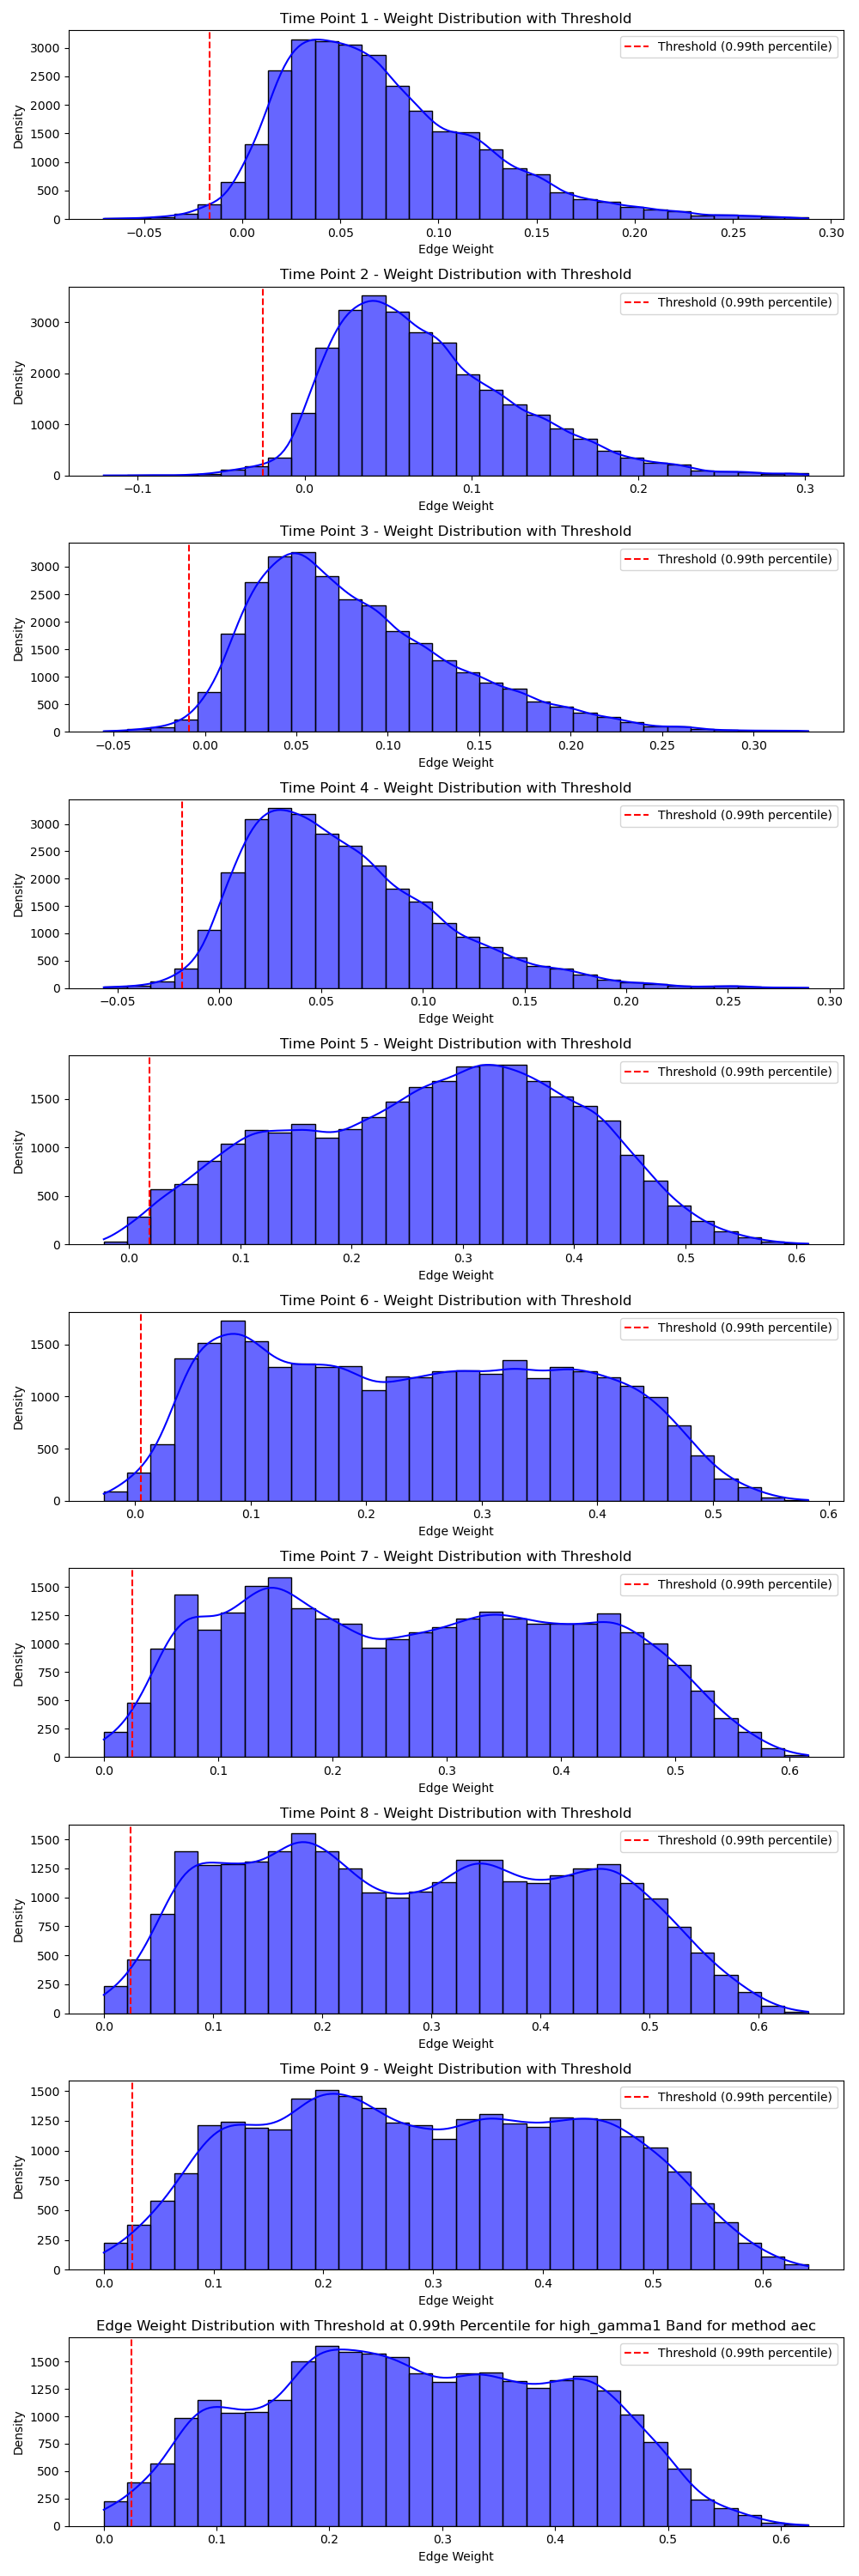 Time Point 1 - Weight Distribution with Threshold
Density
3000
2500
2000
1500
1000
500
0
Threshold (0.99th percentile)
−0.05 0.00 0.05 0.10 0.15 0.20 0.25 0.30
Edge Weight
Time Point 2 - Weight Distribution with Threshold
Density
3000
2000
1000
0
Threshold (0.99th percentile)
−0.1 0.0 0.1 0.2 0.3
Edge Weight
Time Point 3 - Weight Distribution with Threshold
Density
3000
2500
2000
1500
1000
500
0
Threshold (0.99th percentile)
−0.05 0.00 0.05 0.10 0.15 0.20 0.25 0.30
Edge Weight
Time Point 4 - Weight Distribution with Threshold
Density
3000
2500
2000
1500
1000
500
0
Threshold (0.99th percentile)
−0.05 0.00 0.05 0.10 0.15 0.20 0.25 0.30
Edge Weight
Time Point 5 - Weight Distribution with Threshold
Density
1500
1000
500
0
Threshold (0.99th percentile)
0.0 0.1 0.2 0.3 0.4 0.5 0.6
Edge Weight
Time Point 6 - Weight Distribution with Threshold
Density
1500
1000
500
0
Threshold (0.99th percentile)
0.0 0.1 0.2 0.3 0.4 0.5 0.6
Edge Weight
Time Point 7 - Weight Distribution with Threshold
Density
1500
1250
1000
750
500
250
0
Threshold (0.99th percentile)
0.0 0.1 0.2 0.3 0.4 0.5 0.6
Edge Weight
Time Point 8 - Weight Distribution with Threshold
Density
1500
1250
1000
750
500
250
0
Threshold (0.99th percentile)
0.0 0.1 0.2 0.3 0.4 0.5 0.6
Edge Weight
Time Point 9 - Weight Distribution with Threshold
Density
1500
1250
1000
750
500
250
0
Threshold (0.99th percentile)
0.0 0.1 0.2 0.3 0.4 0.5 0.6
Edge Weight
Edge Weight Distribution with Threshold at 0.99th Percentile for high_gamma1 Band for method aec
Density
1500
1250
1000
750
500
250
0
Threshold (0.99th percentile)
0.0 0.1 0.2 0.3 0.4 0.5 0.6
Edge Weight